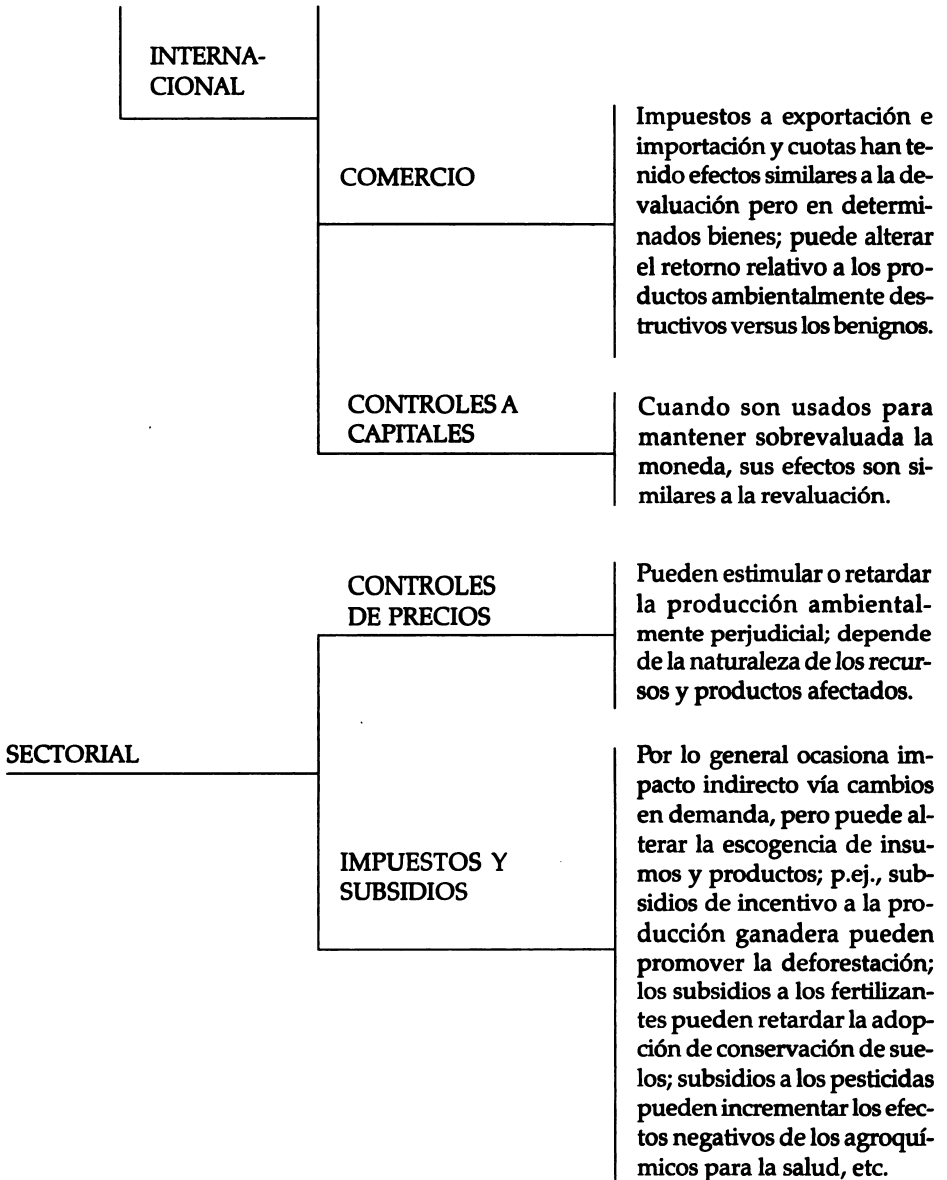 INTERNA-
CIONAL
COMERCIO
Impuestos a exportación e
importación y cuotas han te-
nido efectos similares a la de-
valuación pero en determi-
nados bienes; puede alterar
el retorno relativo a los pro-
ductos ambientalmente des-
tructivos versus los benignos.
CONTROLES A
CAPITALES
Cuando son usados para
mantener sobrevaluada la
moneda, sus efectos son si-
milares a la revaluación.
CONTROLES
DE PRECIOS
Pueden estimular o retardar
la producción ambiental-
mente perjudicial; depende
de la naturaleza de los recur-
sos y productos afectados.
SECTORIAL
IMPUESTOS Y
SUBSIDIOS
Por lo general ocasiona im-
pacto indirecto vía cambios
en demanda, pero puede al-
terar la escogencia de insu-
mos y productos; p.ej., sub-
sidios de incentivo a la pro-
ducción ganadera pueden
promover la deforestación;
los subsidios a los fertilizan-
tes pueden retardar la adop-
ción de conservación de sue-
los; subsidios a los pesticidas
pueden incrementar los efec-
tos negativos de los agroquí-
micos para la salud, etc.